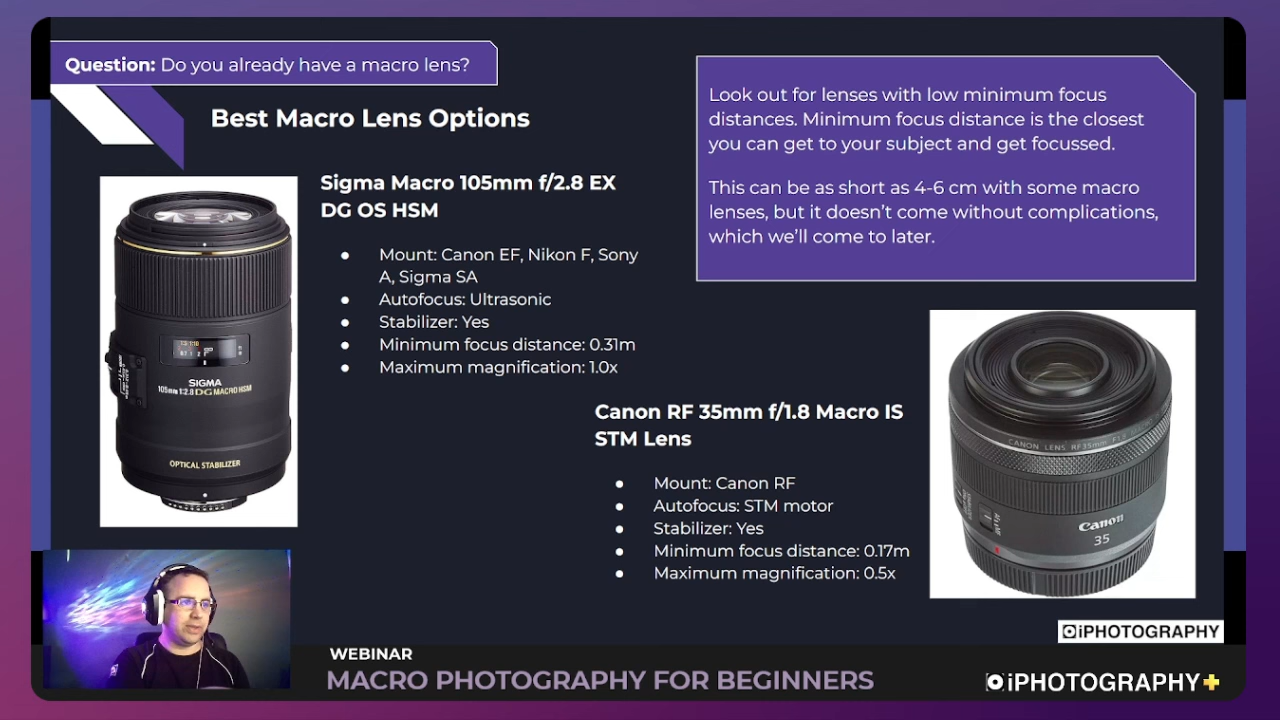 Question: Do you already have a macro lens?
Best Macro Lens Options
Look out for lenses with low minimum focus
distances. Minimum focus distance is the closest
you can get to your subject and get focussed.
This can be as short as 4-6 cm with some macro
lenses, but it doesn't come without complications,
which we'll come to later.
Sigma Macro 105mm f/2.8 EX
DG OS HSM
● Mount: Canon EF, Nikon F, Sony
A, Sigma SA
● Autofocus: Ultrasonic
● Stabilizer: Yes
● Minimum focus distance: 0.31m
● Maximum magnification: 1.0x
SIGMA
105mm 1:2.8 DG MACRO HSM
OPTICAL STABILIZER
Canon RF 35mm f/1.8 Macro IS
STM Lens
● Mount: Canon RF
● Autofocus: STM motor
● Stabilizer: Yes
● Minimum focus distance: 0.17m
● Maximum magnification: 0.5x
CANON LENS RF35mm F1.8
Canon
35
iPHOTOGRAPHY
WEBINAR
MACRO PHOTOGRAPHY FOR BEGINNERS
iPHOTOGRAPHY+